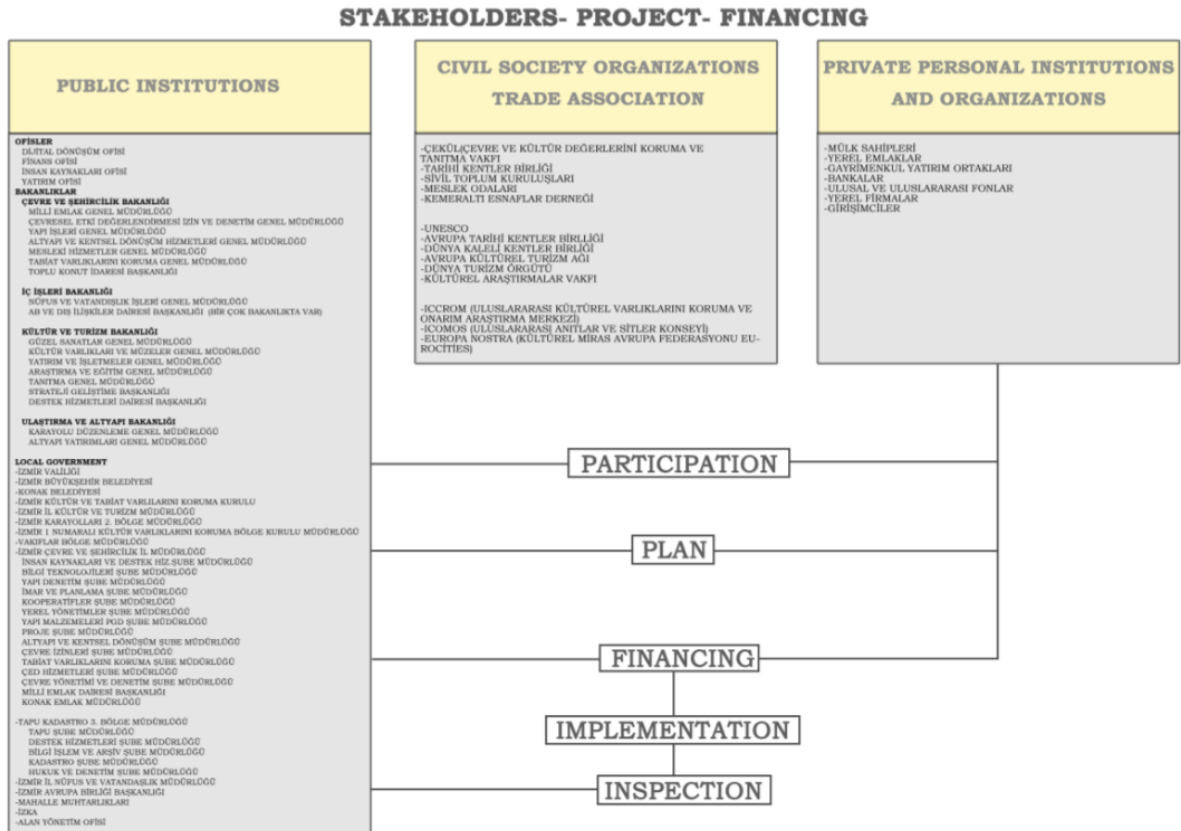 STAKEHOLDERS- PROJECT- FINANCING
PUBLIC INSTITUTIONS
OFİSLER
DİJİTAL DÖNÜŞÜM OFİSİ
FİNANS OFİSİ
İNSAN KAYNAKLARI OFİSİ
YATIRIM OFİSİ
BAKANLIKLAR
ÇEVRE VE ŞEHİRCİLİK BAKANLIĞI
MİLLİ EMLAK GENEL MÜDÜRLÜĞÜ
ÇEVRESEL ETKİ DEĞERLENDİRMESİ İZİN VE DENETİM GENEL MÜDÜRLÜĞÜ
YAPI İŞLERİ GENEL MÜDÜRLÜĞÜ
ALTYAPI VE KENTSEL DÖNÜŞÜM HİZMETLERİ GENEL MÜDÜRLÜĞÜ
MESLEKİ HİZMETLER GENEL MÜDÜRLÜĞÜ
TABİAT VARLIKLARINI KORUMA GENEL MÜDÜRLÜĞÜ
TOPLU KONUT İDARESİ BAŞKANLIĞI
İÇ İŞLERİ BAKANLIĞI
NÜFUS VE VATANDIŞLIK İŞLERİ GENEL MÜDÜRLÜĞÜ
AB VE DIŞ İLİŞKİLER DAİRESİ BAŞKANLIĞI (BİR ÇOK BAKANLIKTA VAR)
KÜLTÜR VE TURİZM BAKANLIĞI
GÜZEL SANATLAR GENEL MÜDÜRLÜĞÜ
KÜLTÜR VARLIKLARI VE MÜZELER GENEL MÜDÜRLÜĞÜ
YATIRIM VE İŞLETMELER GENEL MÜDÜRLÜĞÜ
ARAŞTIRMA VE EĞİTİM GENEL MÜDÜRLÜĞÜ
TANITMA GENEL MÜDÜRLÜĞÜ
STRATEJİ GELİŞTİME BAŞKANLIĞI
DESTEK HİZMETLERİ DAİRESİ BAŞKANLIĞI
ULAŞTIRMA VE ALTYAPI BAKANLIĞI
KARAYOLU DÜZENLEME GENEL MÜDÜRLÜĞÜ
ALTYAPI YATIRIMLARI GENEL MÜDÜRLÜĞÜ
LOCAL GOVERNMENT
-İZMİR VALİLİĞİ
-İZMİR BÜYÜKŞEHİR BELEDİYESİ
-KONAK BELEDİYESİ
-İZMİR KÜLTÜR VE TABİAT VARLILARINI KORUMA KURULU
-İZMİR İL KÜLTÜR VE TURİZM MÜDÜRLÜĞÜ
-İZMİR KARAYOLLARI 2. BÖLGE MÜDÜRLÜĞÜ
-İZMİR 1 NUMARALI KÜLTÜR VARLIKLARINI KORUMA BÖLGE KURULU MÜDÜRLÜĞÜ
-VAKIFLAR BÖLGE MÜDÜRLÜĞÜ
-İZMİR ÇEVRE VE ŞEHİRCİLİK İL MÜDÜRLÜĞÜ
İNSAN KAYNAKLARI VE DESTEK HİZ.ŞUBE MÜDÜRLÜĞÜ
BİLGİ TEKNOLOJİLERİ ŞUBE MÜDÜRLÜĞÜ
YAPI DENETİM ŞUBE MÜDÜRLÜĞÜ
İMAR VE PLANLAMA ŞUBE MÜDÜRLÜĞÜ
KOOPERATİFLER ŞUBE MÜDÜRLÜĞÜ
YEREL YÖNETİMLER ŞUBE MÜDÜRLÜĞÜ
YAPI MALZEMELERİ PGD ŞUBE MÜDÜRLÜĞÜ
PROJE ŞUBE MÜDÜRLÜĞÜ
ALTYAPI VE KENTSEL DÖNÜŞÜM ŞUBE MÜDÜRLÜĞÜ
ÇEVRE İZİNLERİ ŞUBE MÜDÜRLÜĞÜ
TABİAT VARLIKLARINI KORUMA ŞUBE MÜDÜRLÜĞÜ
ÇED HİZMETLERİ ŞUBE MÜDÜRLÜĞÜ
ÇEVRE YÖNETİMİ VE DENETİM ŞUBE MÜDÜRLÜĞÜ
MİLLİ EMLAK DAİRESİ BAŞKANLIĞI
KONAK EMLAK MÜDÜRLÜĞÜ
-TAPU KADASTRO 3. BÖLGE MÜDÜRLÜĞÜ
TAPU ŞUBE MÜDÜRLÜĞÜ
DESTEK HİZMETLERİ ŞUBE MÜDÜRLÜĞÜ
BİLGİ İŞLEM VE ARŞİV ŞUBE MÜDÜRLÜĞÜ
KADASTRO ŞUBE MÜDÜRLÜĞÜ
HUKUK VE DENETİM ŞUBE MÜDÜRLÜĞÜ
-İZMİR İL NÜFUS VE VATANDAŞLIK MÜDÜRLÜĞÜ
-İZMİR AVRUPA BİRLİĞİ BAŞKANLIĞI
-MAHALLE MUHTARLIKLARI
-İZKA
-ALAN YÖNETİM OFİSİ
CIVIL SOCIETY ORGANIZATIONS
TRADE ASSOCIATION
-ÇEKÜL(ÇEVRE VE KÜLTÜR DEĞERLERİNİ KORUMA VE
TANITMA VAKFI
-TARİHİ KENTLER BİRLİĞİ
-SİVİL TOPLUM KURULUŞLARI
-MESLEK ODALARI
-KEMERALTI ESNAFLAR DERNEĞİ
-UNESCO
-AVRUPA TARİHİ KENTLER BİRLLİĞİ
-DÜNYA KALELİ KENTLER BİRLİĞİ
-AVRUPA KÜLTÜREL TURİZM AĞI
-DÜNYA TURİZM ÖRGÜTÜ
-KÜLTÜREL ARAŞTIRMALAR VAKFI
-ICCROM (ULUSLARARASI KÜLTÜREL VARLIKLARINI KORUMA VE
ONARIM ARAŞTIRMA MERKEZİ)
-ICOMOS (ULUSLARARASI ANITLAR VE SİTLER KONSEYİ)
-EUROPA NOSTRA (KÜLTÜREL MİRAS AVRUPA FEDERASYONU EU-
ROCİTİES)
PRIVATE PERSONAL INSTITUTIONS
AND ORGANIZATIONS
-MÜLK SAHİPLERİ
-YEREL EMLAKLAR
-GAYRİMENKUL YATIRIM ORTAKLARI
-BANKALAR
-ULUSAL VE ULUSLARARASI FONLAR
-YEREL FİRMALAR
-GİRİŞİMCİLER
PARTICIPATION
PLAN
FINANCING
IMPLEMENTATION
INSPECTION